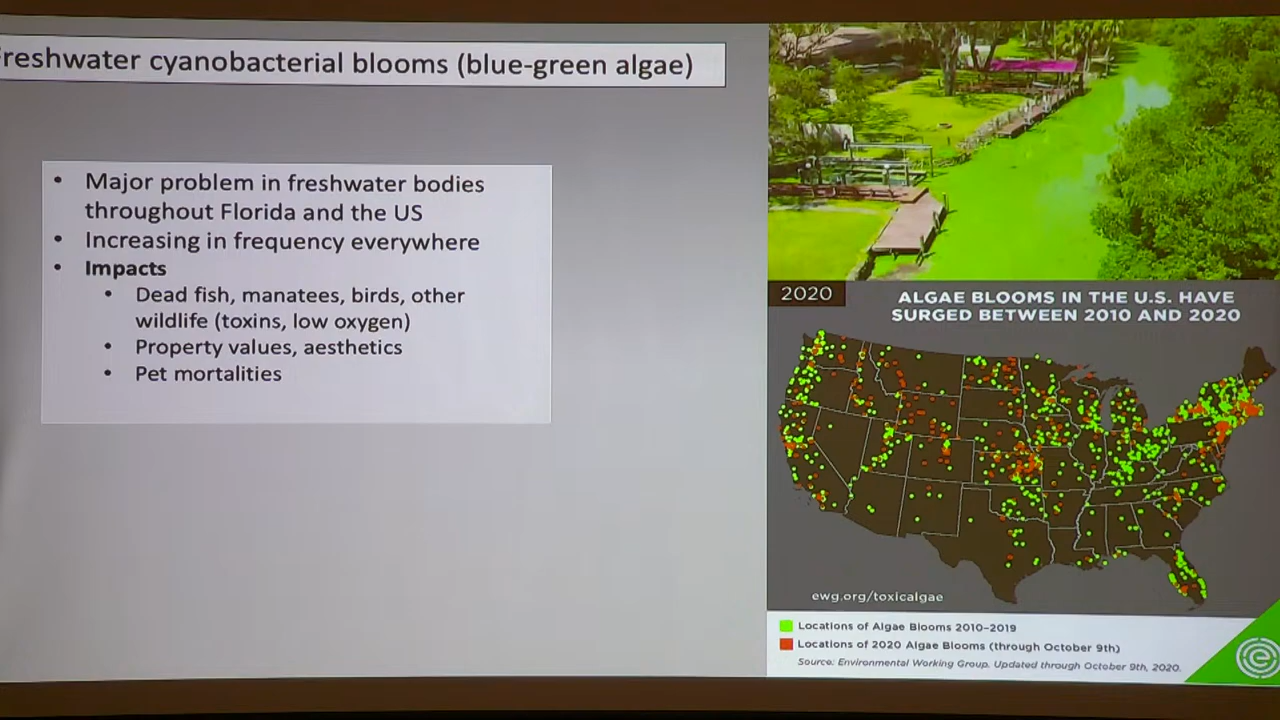 reshwater cyanobacterial blooms (blue-green algae)
• Major problem in freshwater bodies
throughout Florida and the US
• Increasing in frequency everywhere
• Impacts
• Dead fish, manatees, birds, other
wildlife (toxins, low oxygen)
• Property values, aesthetics
• Pet mortalities
2020
ALGAE BLOOMS IN THE U.S. HAVE
SURGED BETWEEN 2010 AND 2020
ewg.org/toxicalgae
Locations of Algae Blooms 2010–2019
Locations of 2020 Algae Blooms (through October 9th)
Source: Environmental Working Group. Updated through October 9th, 2020.